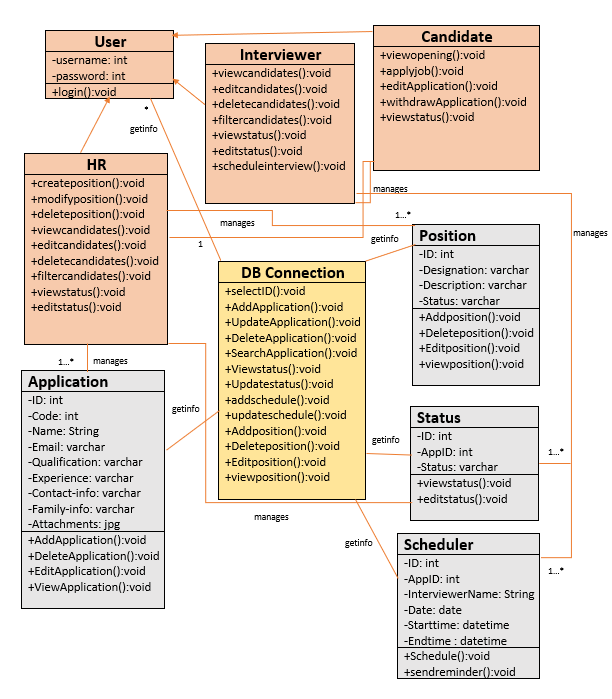 User
-username: int
-password: int
+login():void
Interviewer
+viewcandidates():void
+editcandidates():void
+deletecandidates():void
+filtercandidates():void
+viewstatus():void
+editstatus():void
+scheduleinterview():void
Candidate
+viewopening():void
+applyjob():void
+editApplication():void
+withdrawApplication():void
+viewstatus():void
*
getinfo
HR
+createposition():void
+modifyposition():void
+deleteposition():void
+viewcandidates():void
+editcandidates():void
+deletecandidates():void
+filtercandidates():void
+viewstatus():void
+editstatus():void
manages
manages
1...*
manages
1
getinfo
DB Connection
+selectID():void
+AddApplication():void
+UpdateApplication():void
+DeleteApplication():void
+SearchApplication():void
+Viewstatus():void
+Updatestatus():void
+addschedule():void
+updateschedule():void
+Addposition():void
+Deleteposition():void
+Editposition():void
+viewposition():void
Position
-ID: int
-Designation: varchar
-Description: varchar
-Status: varchar
+Addposition():void
+Deleteposition():void
+Editposition():void
+viewposition():void
1...*
manages
Application
-ID: int
-Code: int
-Name: String
-Email: varchar
-Qualification: varchar
-Experience: varchar
-Contact-info: varchar
-Family-info: varchar
-Attachments: jpg
+AddApplication():void
+DeleteApplication():void
+EditApplication():void
+ViewApplication():void
getinfo
getinfo
Status
-ID: int
-AppID: int
-Status: varchar
+viewstatus():void
+editstatus():void
1...*
manages
getinfo
Scheduler
-ID: int
-AppID: int
-InterviewerName: String
-Date: date
-Starttime: datetime
-Endtime : datetime
+Schedule():void
+sendreminder():void
1...*